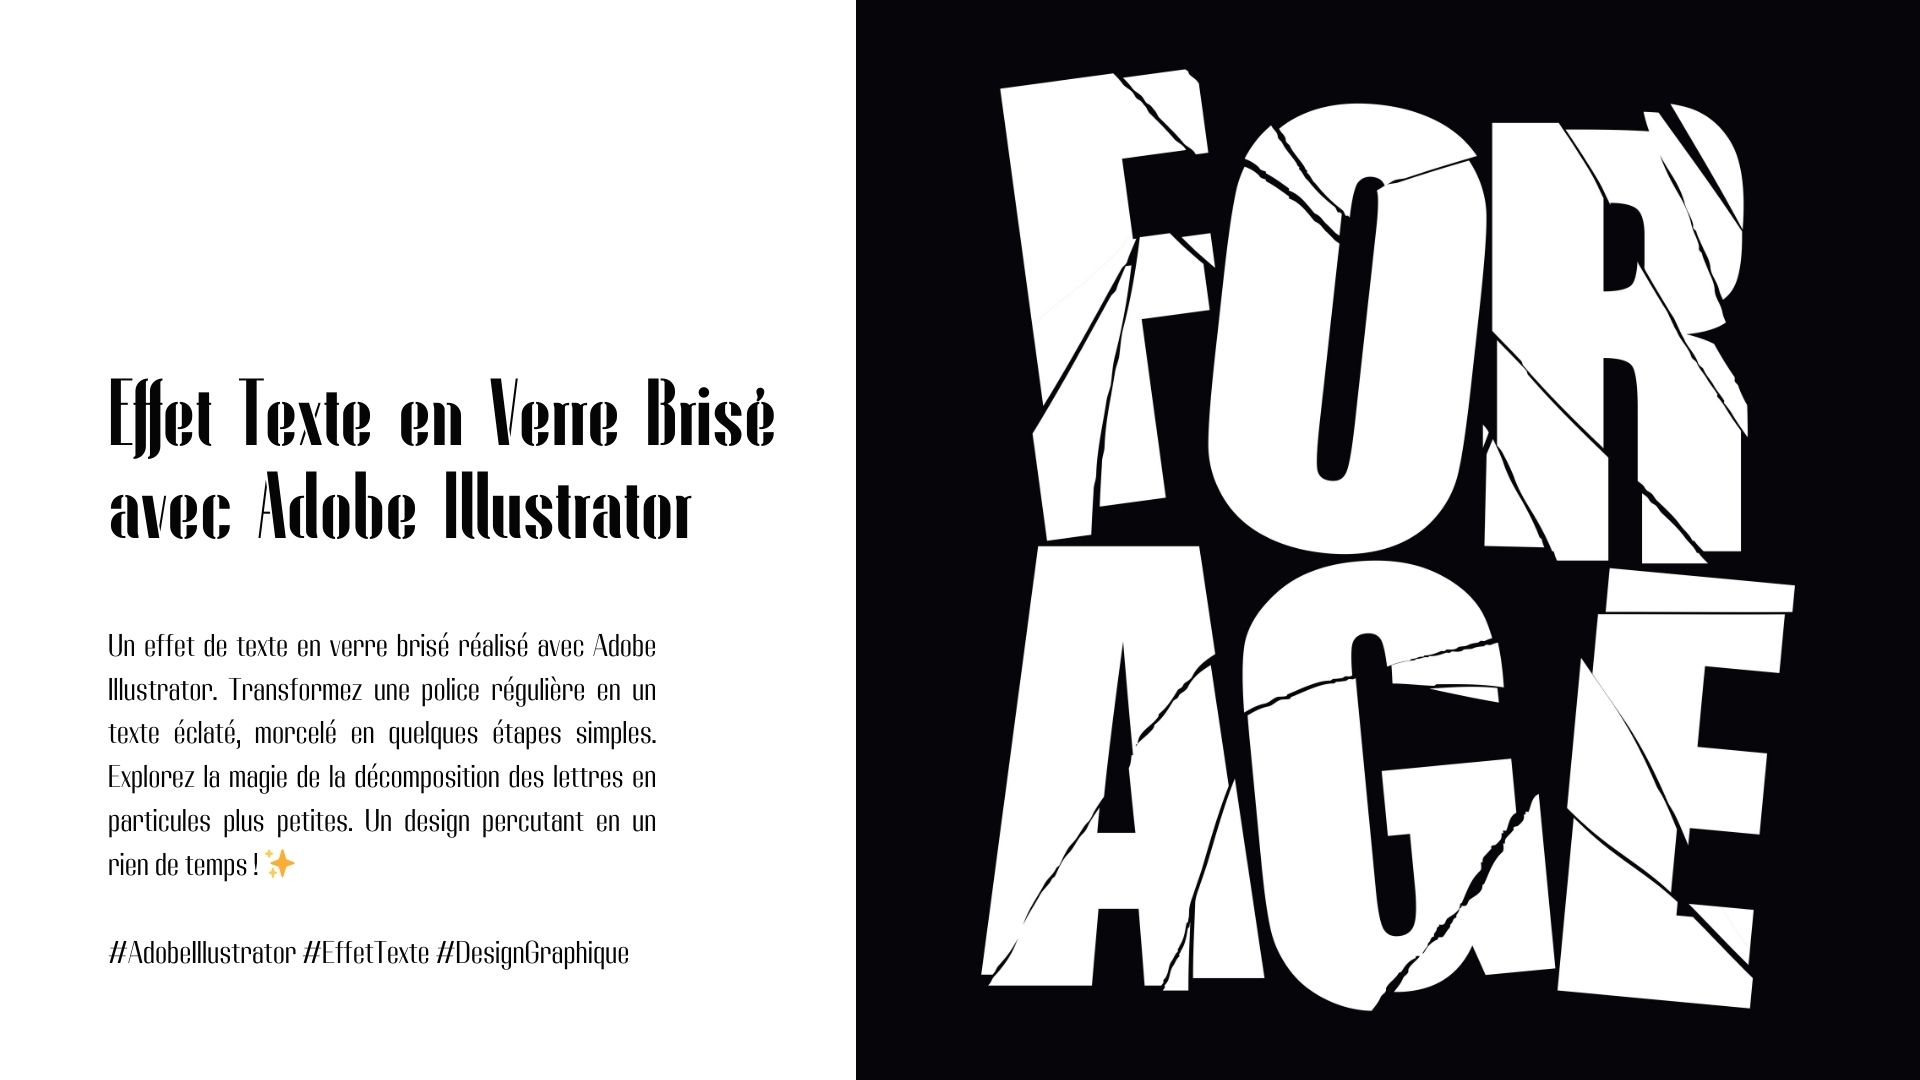 Effet Texte en Verre Brisé
avec Adobe Illustrator
Un effet de texte en verre brisé réalisé avec Adobe
Illustrator. Transformez une police régulière en un
texte éclaté, morcelé en quelques étapes simples.
Explorez la magie de la décomposition des lettres en
particules plus petites. Un design percutant en un
rien de temps ! ✨
#AdobeIllustrator #EffetTexte #DesignGraphique
FOR
AGE